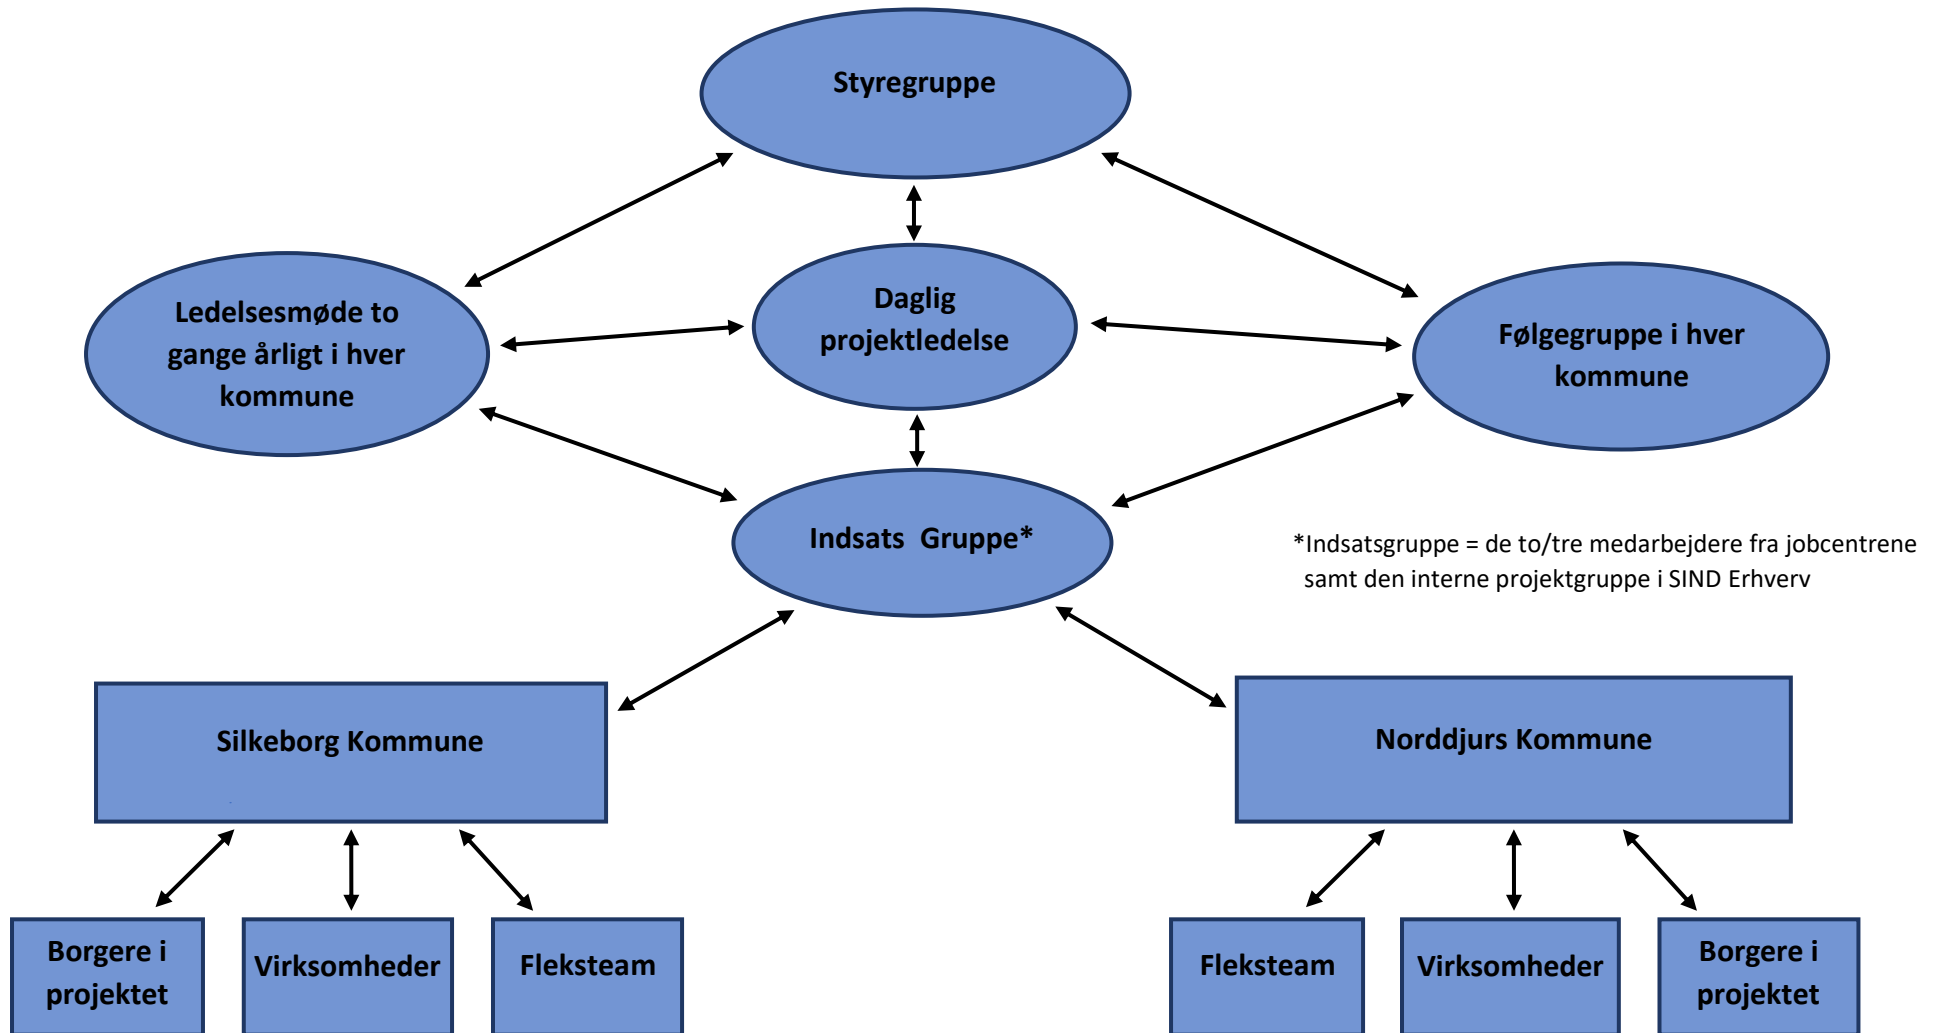 Styregruppe
Ledelsesmøde to
gange årligt i hver
kommune
Daglig
projektledelse
Følgegruppe i hver
kommune
Indsats  Gruppe*
*Indsatsgruppe = de to/tre medarbejdere fra jobcentrene
samt den interne projektgruppe i SIND Erhverv
Silkeborg Kommune
Norddjurs Kommune
Borgere i
projektet
Virksomheder
Fleksteam
Fleksteam
Virksomheder
Borgere i
projektet